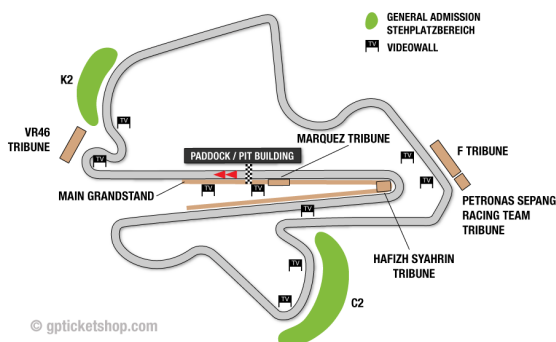 GENERAL ADMISSION
STEHPLATZBEREICH
TV VIDEOWALL
K2
TV
VR46
TRIBUNE
TV
PADDOCK / PIT BUILDING
MARQUEZ TRIBUNE
TV
F TRIBUNE
TV
MAIN GRANDSTAND
TV
TV
TV
PETRONAS SEPANG
RACING TEAM
TRIBUNE
HAFIZH SYAHRIN
TRIBUNE
TV
TV
C2
© gpticketshop.com